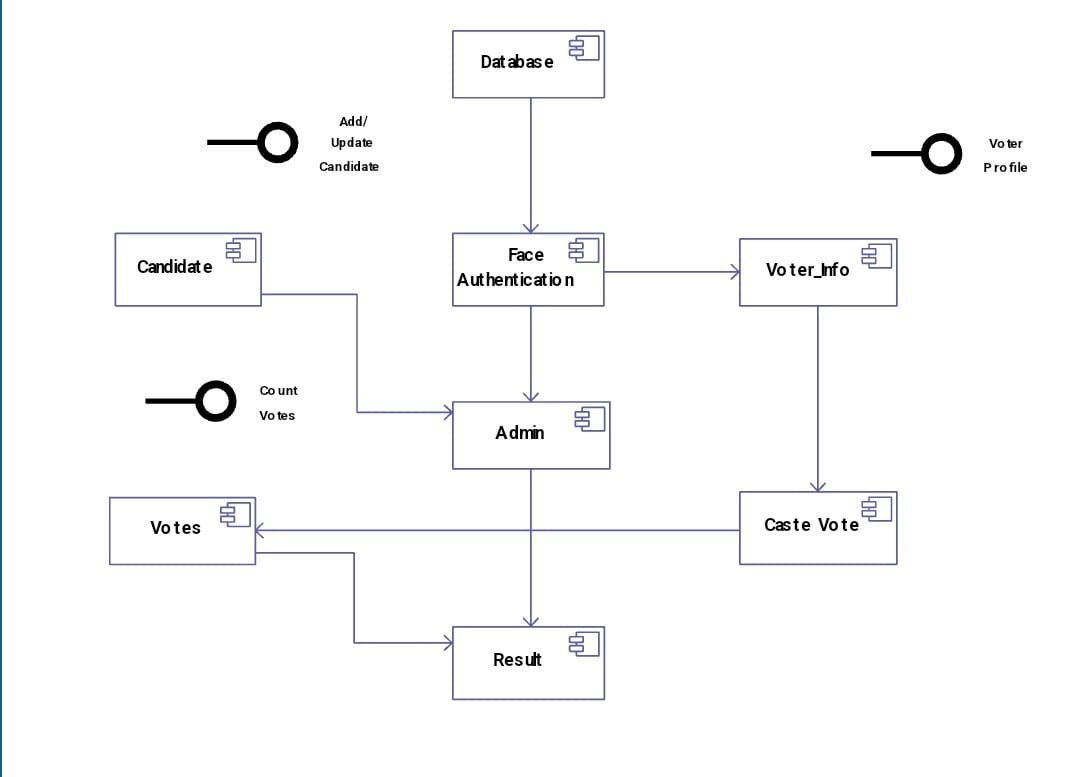 Database
Add/
Update
Candidate
Voter
Profile
Candidate
Face
Authentication
Voter_Info
Count
Votes
Admin
Votes
Caste Vote
Result